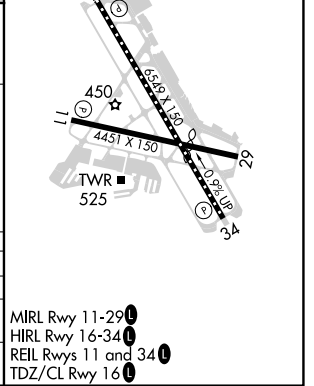 P
6549 X 150
450
P
11
4451 X 150
29
TWR
525
0.9% UP
P
34
MIRL Rwy 11-29 L
HIRL Rwy 16-34 L
REIL Rwys 11 and 34 L
TDZ/CL Rwy 16 L